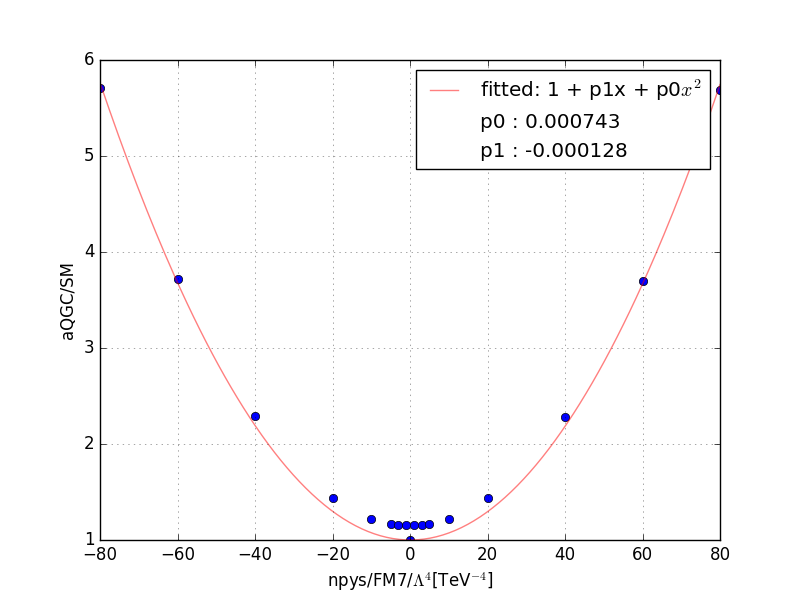 6
5
4
3
2
1
aQGC/SM
fitted: 1 + p1x + p0x²
p0 : 0.000743
p1 : -0.000128
−80 −60 −40 −20 0 20 40 60 80
npys/FM7/Λ⁴[TeV⁻⁴]